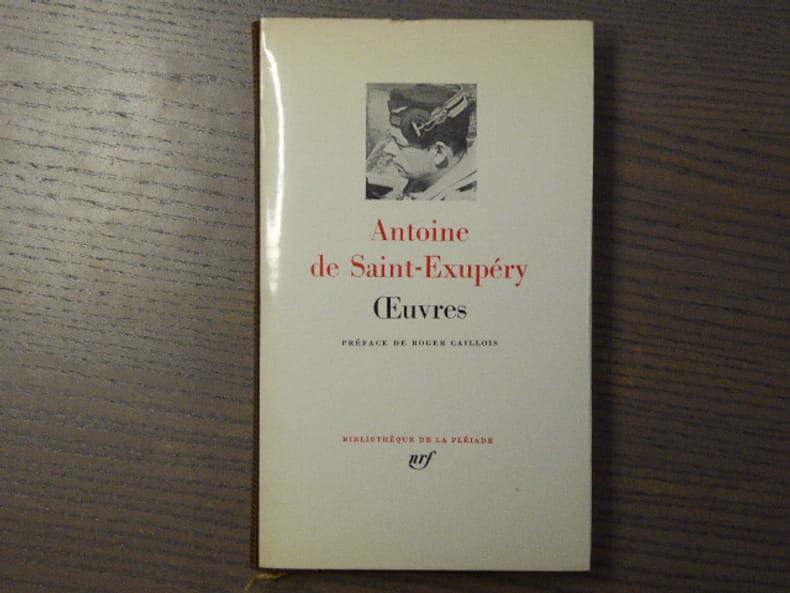 Antoine
de Saint-Exupéry
Œuvres
PRÉFACE DE ROGER CAILLOIS
BIBLIOTHÈQUE DE LA PLÉIADE
nrf